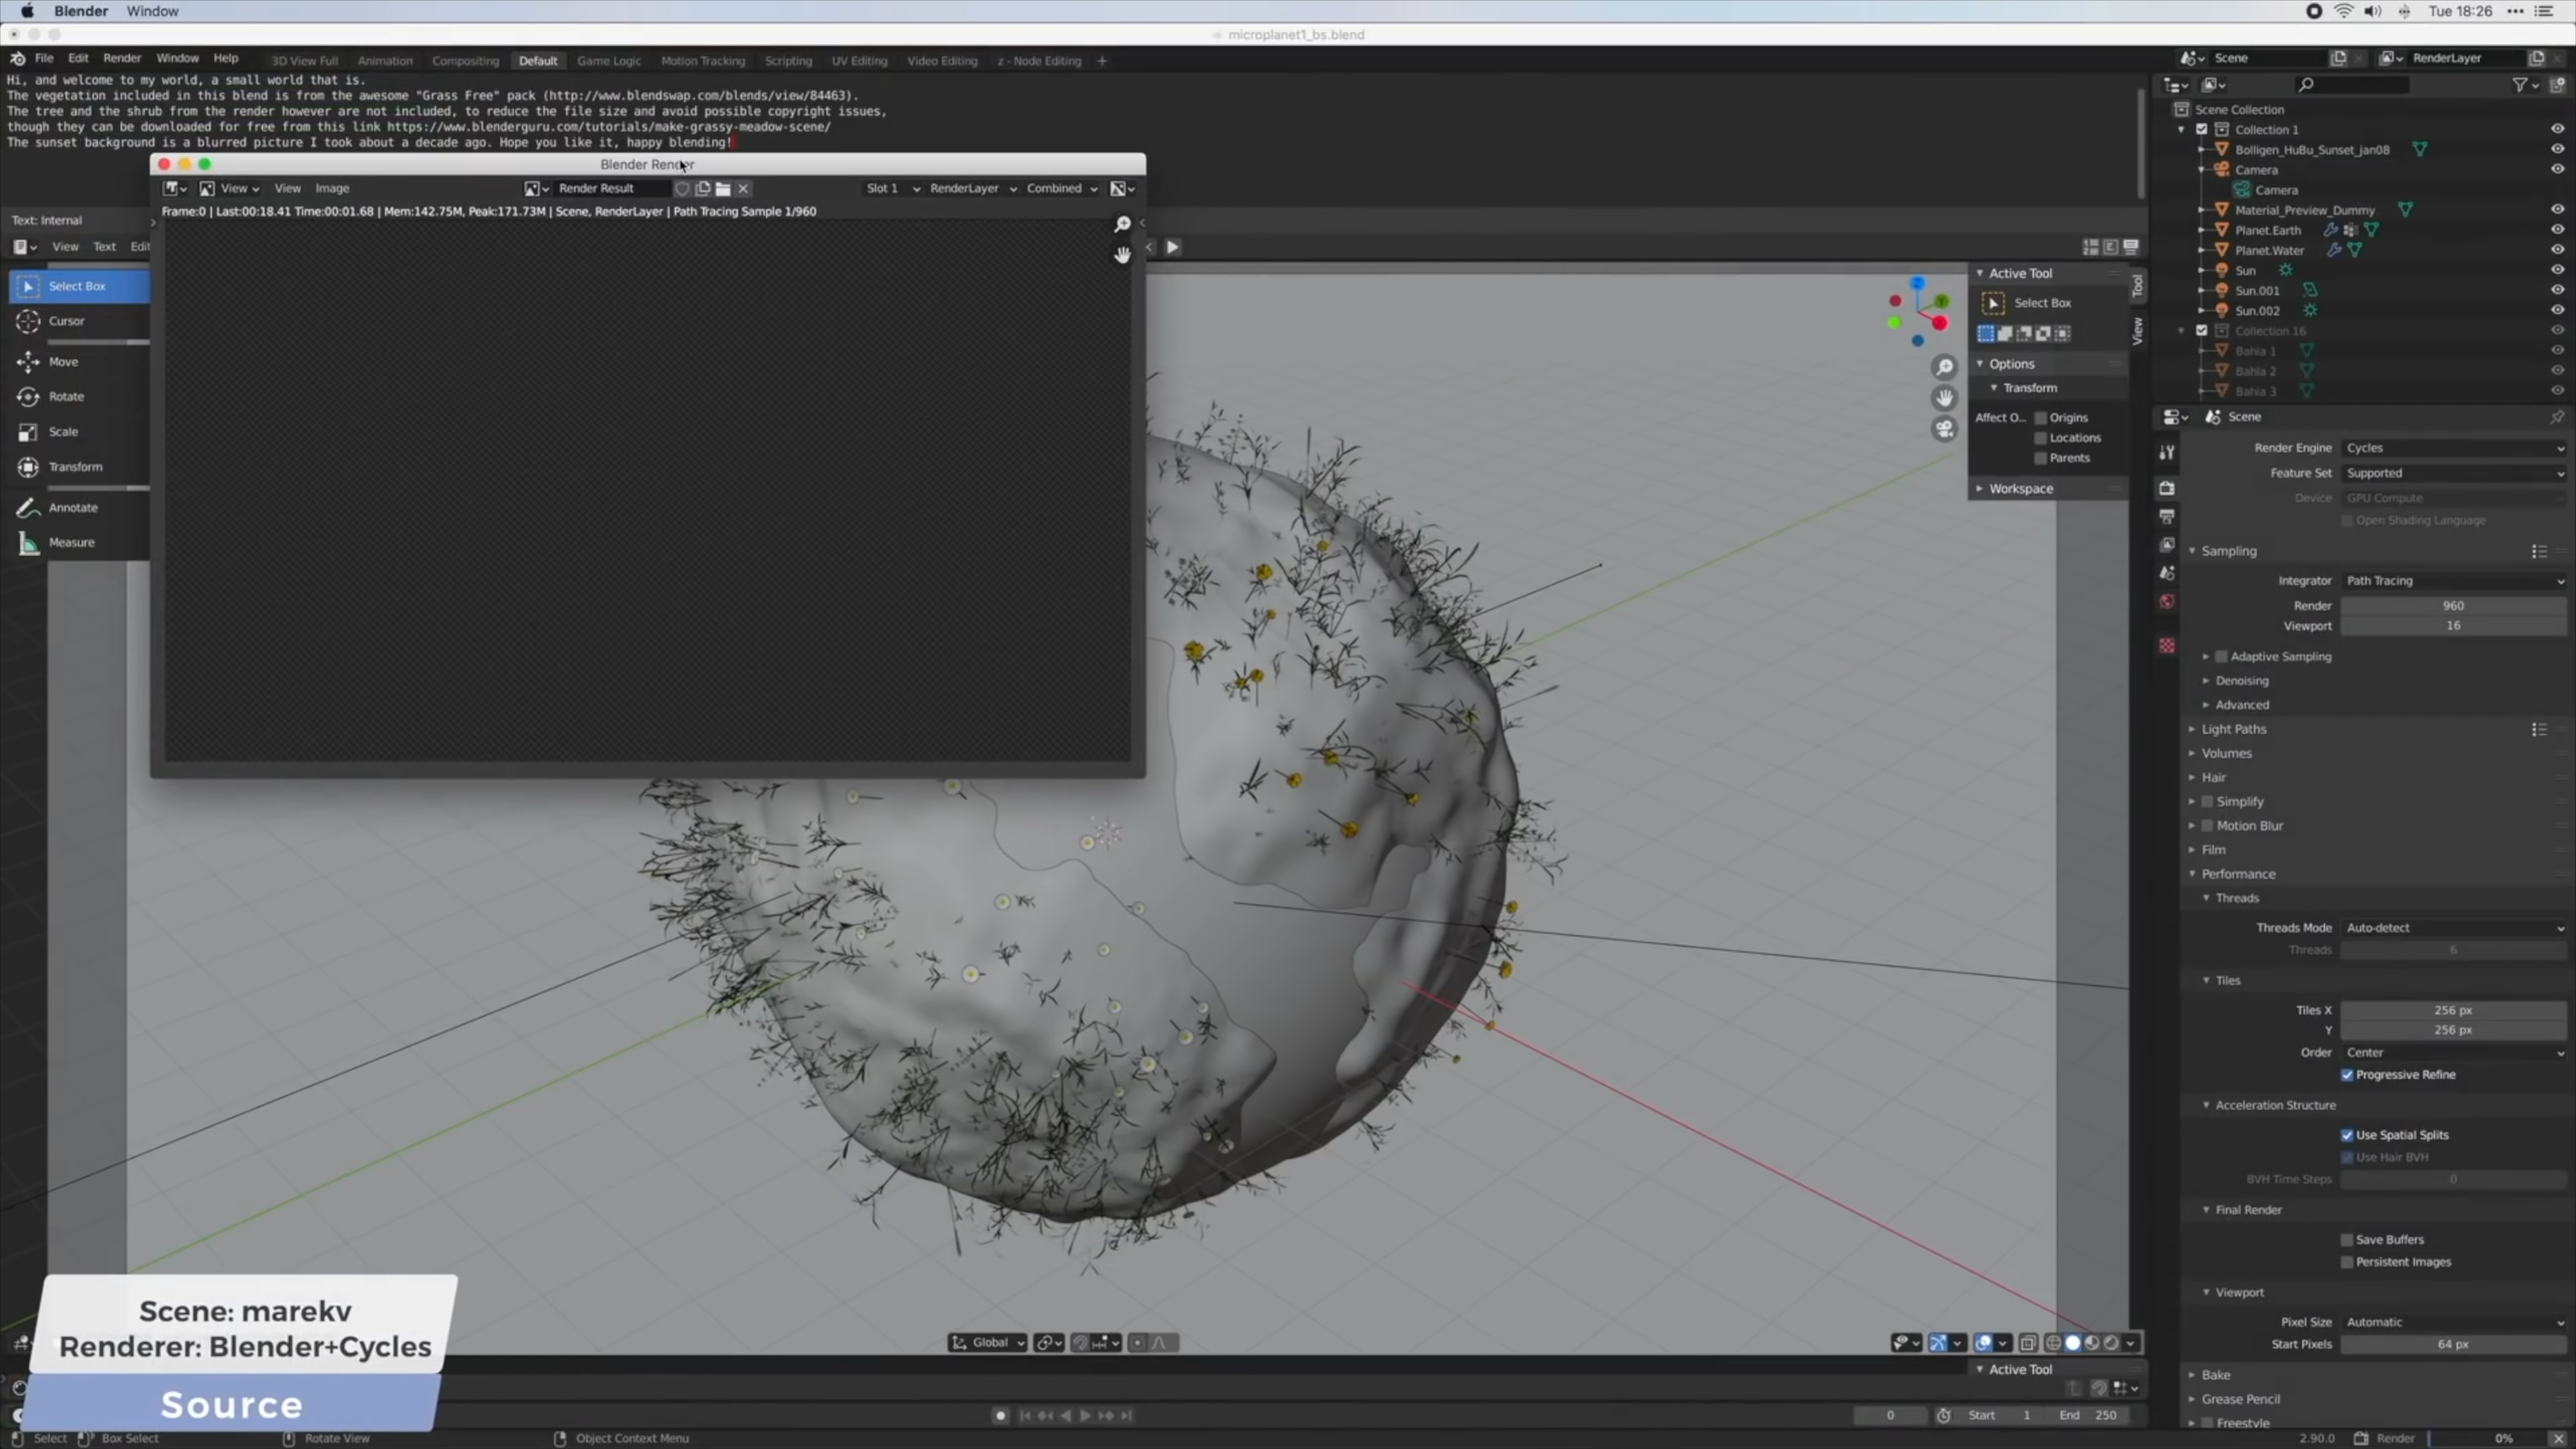 Blender Window
Tue 18:26
microplanet1_bs.blend
File Edit Render Window Help
3D View Full Animation Compositing Default Game Logic Motion Tracking Scripting UV Editing Video Editing z - Node Editing +
Scene
RenderLayer
Hi, and welcome to my world, a small world that is.
The vegetation included in this blend is from the awesome "Grass Free" pack (http://www.blendswap.com/blends/view/84463).
The tree and the shrub from the render however are not included, to reduce the file size and avoid possible copyright issues,
though they can be downloaded for free from this link https://www.blenderguru.com/tutorials/make-grassy-meadow-scene/
The sunset background is a blurred picture I took about a decade ago. Hope you like it, happy blending!
Blender Render
View View Image
Render Result
Slot 1 RenderLayer Combined
Frame:0 | Last:00:18.41 Time:00:01.68 | Mem:142.75M, Peak:171.73M | Scene, RenderLayer | Path Tracing Sample 1/960
Text: Internal
View Text Edit
Select Box
Cursor
Move
Rotate
Scale
Transform
Annotate
Measure
Active Tool
Select Box
Options
Transform
Affect O... Origins
Locations
Parents
Workspace
Tool
View
Z
Y
X
Scene Collection
Collection 1
Bolligen_HuBu_Sunset_jan08
Camera
Camera
Material_Preview_Dummy
Planet.Earth
Planet.Water
Sun
Sun.001
Sun.002
Collection 16
Bahia 1
Bahia 2
Bahia 3
Scene
Render Engine Cycles
Feature Set Supported
Device GPU Compute
Open Shading Language
Sampling
Integrator Path Tracing
Render 960
Viewport 16
Adaptive Sampling
Denoising
Advanced
Light Paths
Volumes
Hair
Simplify
Motion Blur
Film
Performance
Threads
Threads Mode Auto-detect
Threads 6
Tiles
Tiles X 256 px
Y 256 px
Order Center
Progressive Refine
Acceleration Structure
Use Spatial Splits
Use Hair BVH
BVH Time Steps 0
Final Render
Save Buffers
Persistent Images
Viewport
Pixel Size Automatic
Start Pixels 64 px
Bake
Grease Pencil
Freestyle
Global
Active Tool
Scene: marekv
Renderer: Blender+Cycles
Source
0 Start 1 End 250
Select Box Select Rotate View Object Context Menu
2.90.0 Render 0%